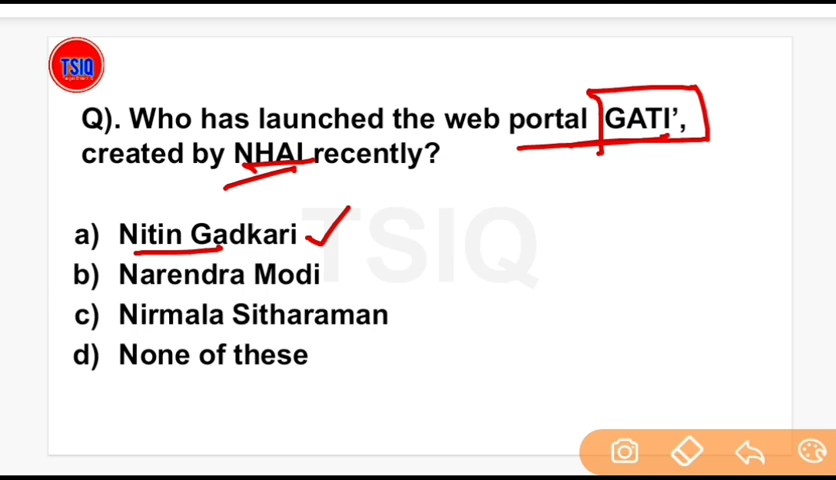 TSIQ
Q). Who has launched the web portal GATI’,
created by NHAI recently?
a) Nitin Gadkari
b) Narendra Modi
c) Nirmala Sitharaman
d) None of these
TSIQ